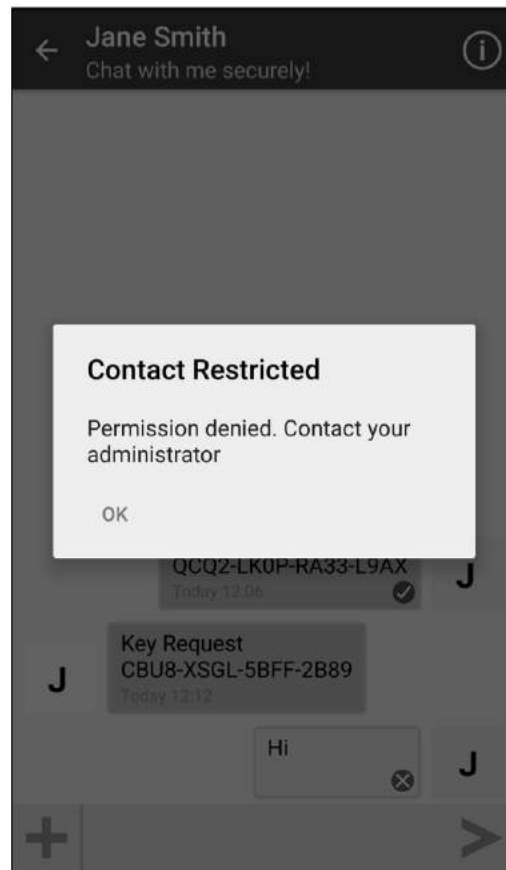 Jane Smith
Chat with me securely!
Contact Restricted
Permission denied. Contact your
administrator
OK
QCQ2-LK0P-RA33-L9AX
Today 12:06
J
Key Request
CBU8-XSGL-5BFF-2B89
Today 12:12
J
Hi
J